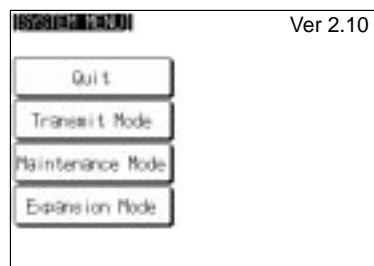 [SYSTEM MENU]
Ver 2.10
Quit
Transmit Mode
Maintenance Mode
Expansion Mode